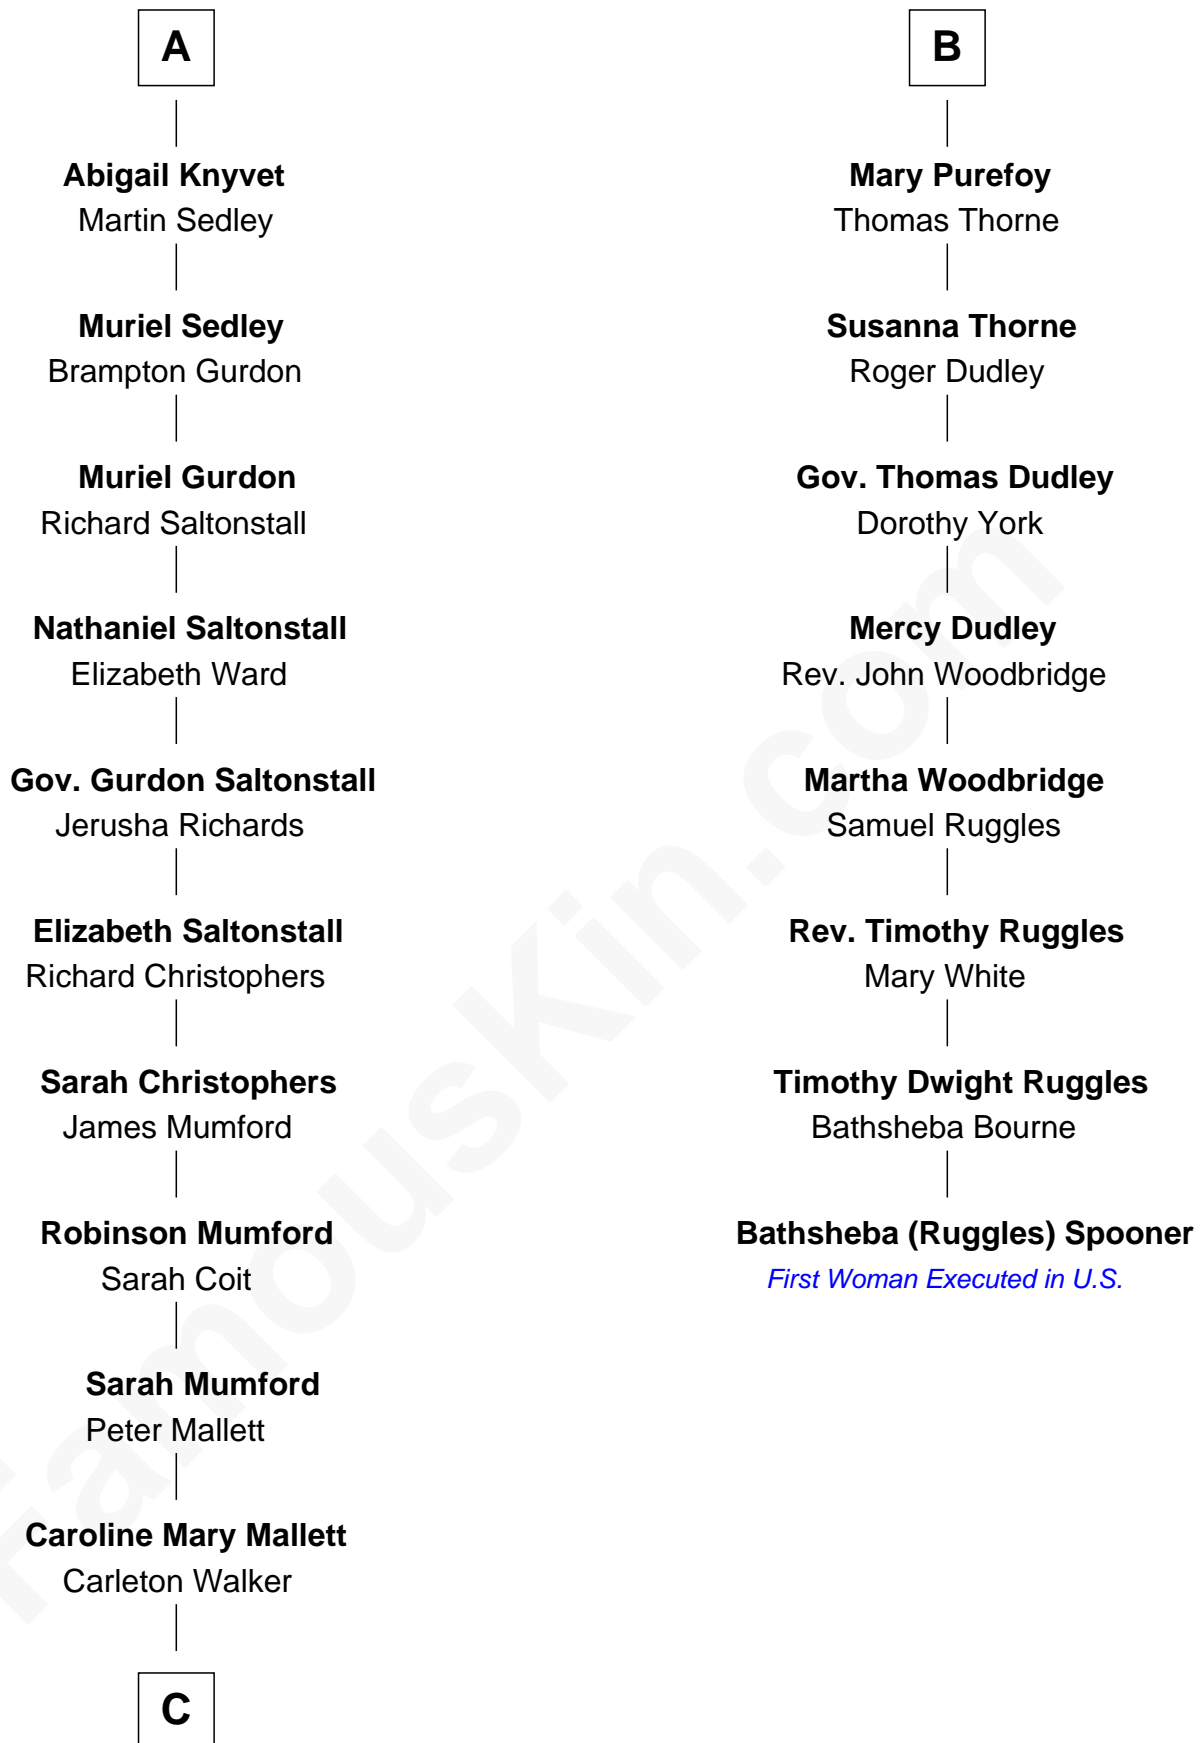 A
Abigail Knyvet
Martin Sedley
Muriel Sedley
Brampton Gurdon
Muriel Gurdon
Richard Saltonstall
Nathaniel Saltonstall
Elizabeth Ward
Gov. Gurdon Saltonstall
Jerusha Richards
Elizabeth Saltonstall
Richard Christophers
Sarah Christophers
James Mumford
Robinson Mumford
Sarah Coit
Sarah Mumford
Peter Mallett
Caroline Mary Mallett
Carleton Walker
C
B
Mary Purefoy
Thomas Thorne
Susanna Thorne
Roger Dudley
Gov. Thomas Dudley
Dorothy York
Mercy Dudley
Rev. John Woodbridge
Martha Woodbridge
Samuel Ruggles
Rev. Timothy Ruggles
Mary White
Timothy Dwight Ruggles
Bathsheba Bourne
Bathsheba (Ruggles) Spooner
First Woman Executed in U.S.
FamousKin.com